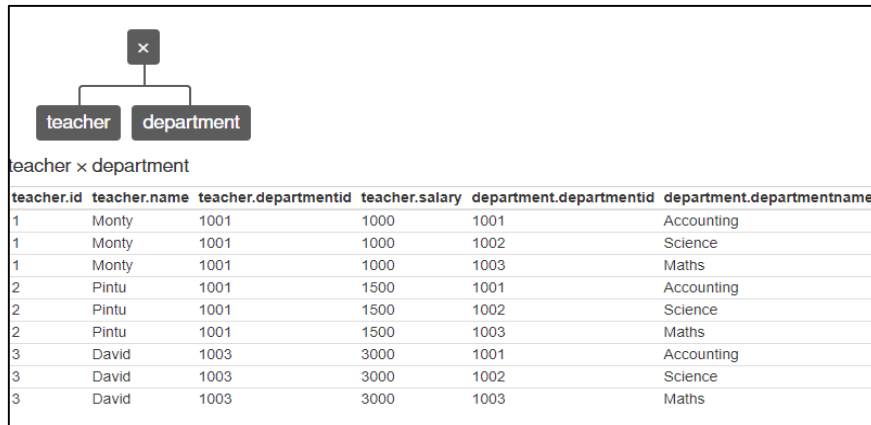 ×
teacher department
teacher × department
teacher.id teacher.name teacher.departmentid teacher.salary department.departmentid department.departmentname
1 Monty 1001 1000 1001 Accounting
1 Monty 1001 1000 1002 Science
1 Monty 1001 1000 1003 Maths
2 Pintu 1001 1500 1001 Accounting
2 Pintu 1001 1500 1002 Science
2 Pintu 1001 1500 1003 Maths
3 David 1003 3000 1001 Accounting
3 David 1003 3000 1002 Science
3 David 1003 3000 1003 Maths